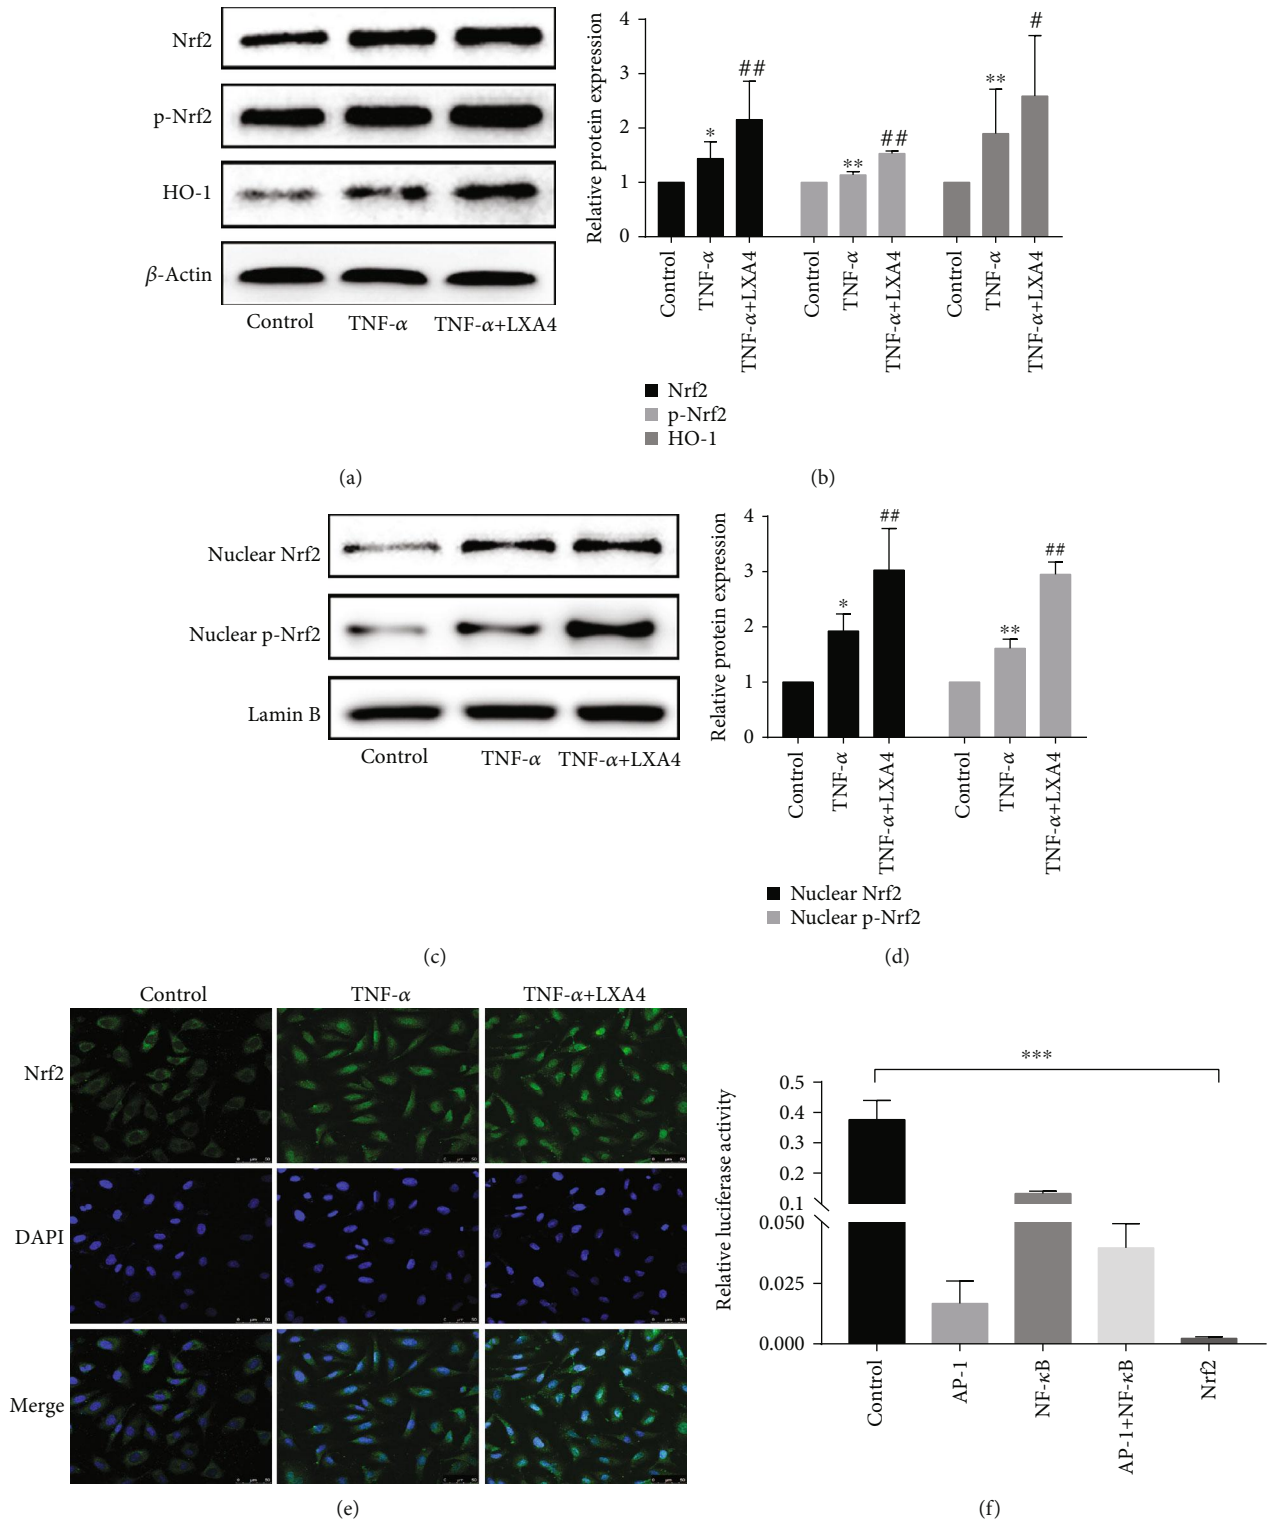 Nrf2
p-Nrf2
HO-1
β-Actin
Control TNF-α TNF-α+LXA4
(a)
Relative protein expression
4
3
2
1
0
* ## ** ## ** #
Control TNF-α TNF-α+LXA4 Control TNF-α TNF-α+LXA4 Control TNF-α TNF-α+LXA4
Nrf2
p-Nrf2
HO-1
(b)
Nuclear Nrf2
Nuclear p-Nrf2
Lamin B
Control TNF-α TNF-α+LXA4
(c)
Relative protein expression
4
3
2
1
0
* ## ** ##
Control TNF-α TNF-α+LXA4 Control TNF-α TNF-α+LXA4
Nuclear Nrf2
Nuclear p-Nrf2
(d)
Control TNF-α TNF-α+LXA4
Nrf2
DAPI
Merge
(e)
***
Relative luciferase activity
0.5
0.4
0.3
0.2
0.1
0.050
0.025
0.000
Control AP-1 NF-κB AP-1+NF-κB Nrf2
(f)